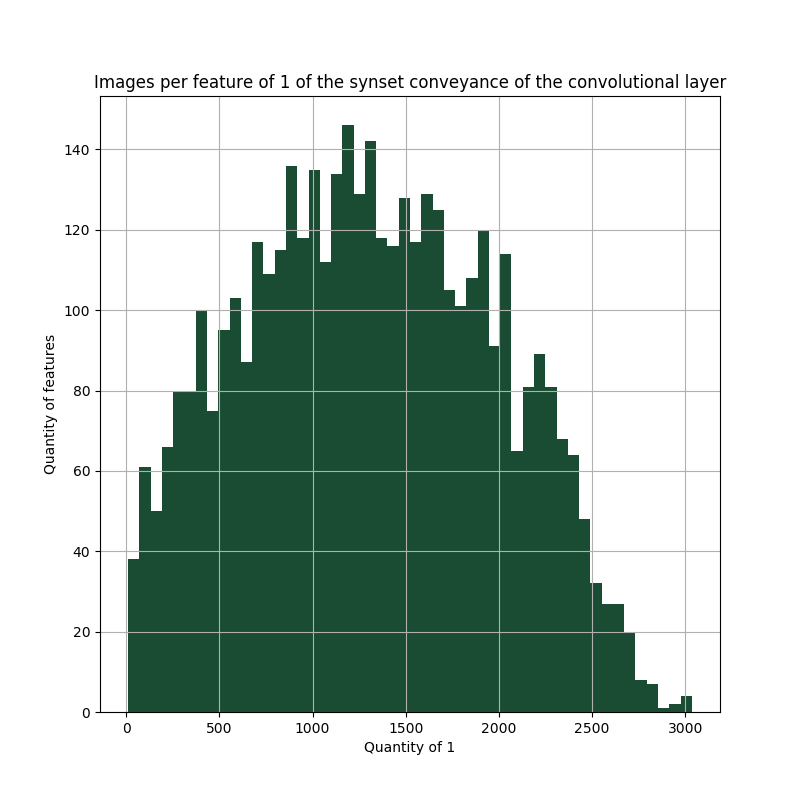 Images per feature of 1 of the synset conveyance of the convolutional layer
140
120
100
80
60
40
20
0
Quantity of features
0 500 1000 1500 2000 2500 3000
Quantity of 1